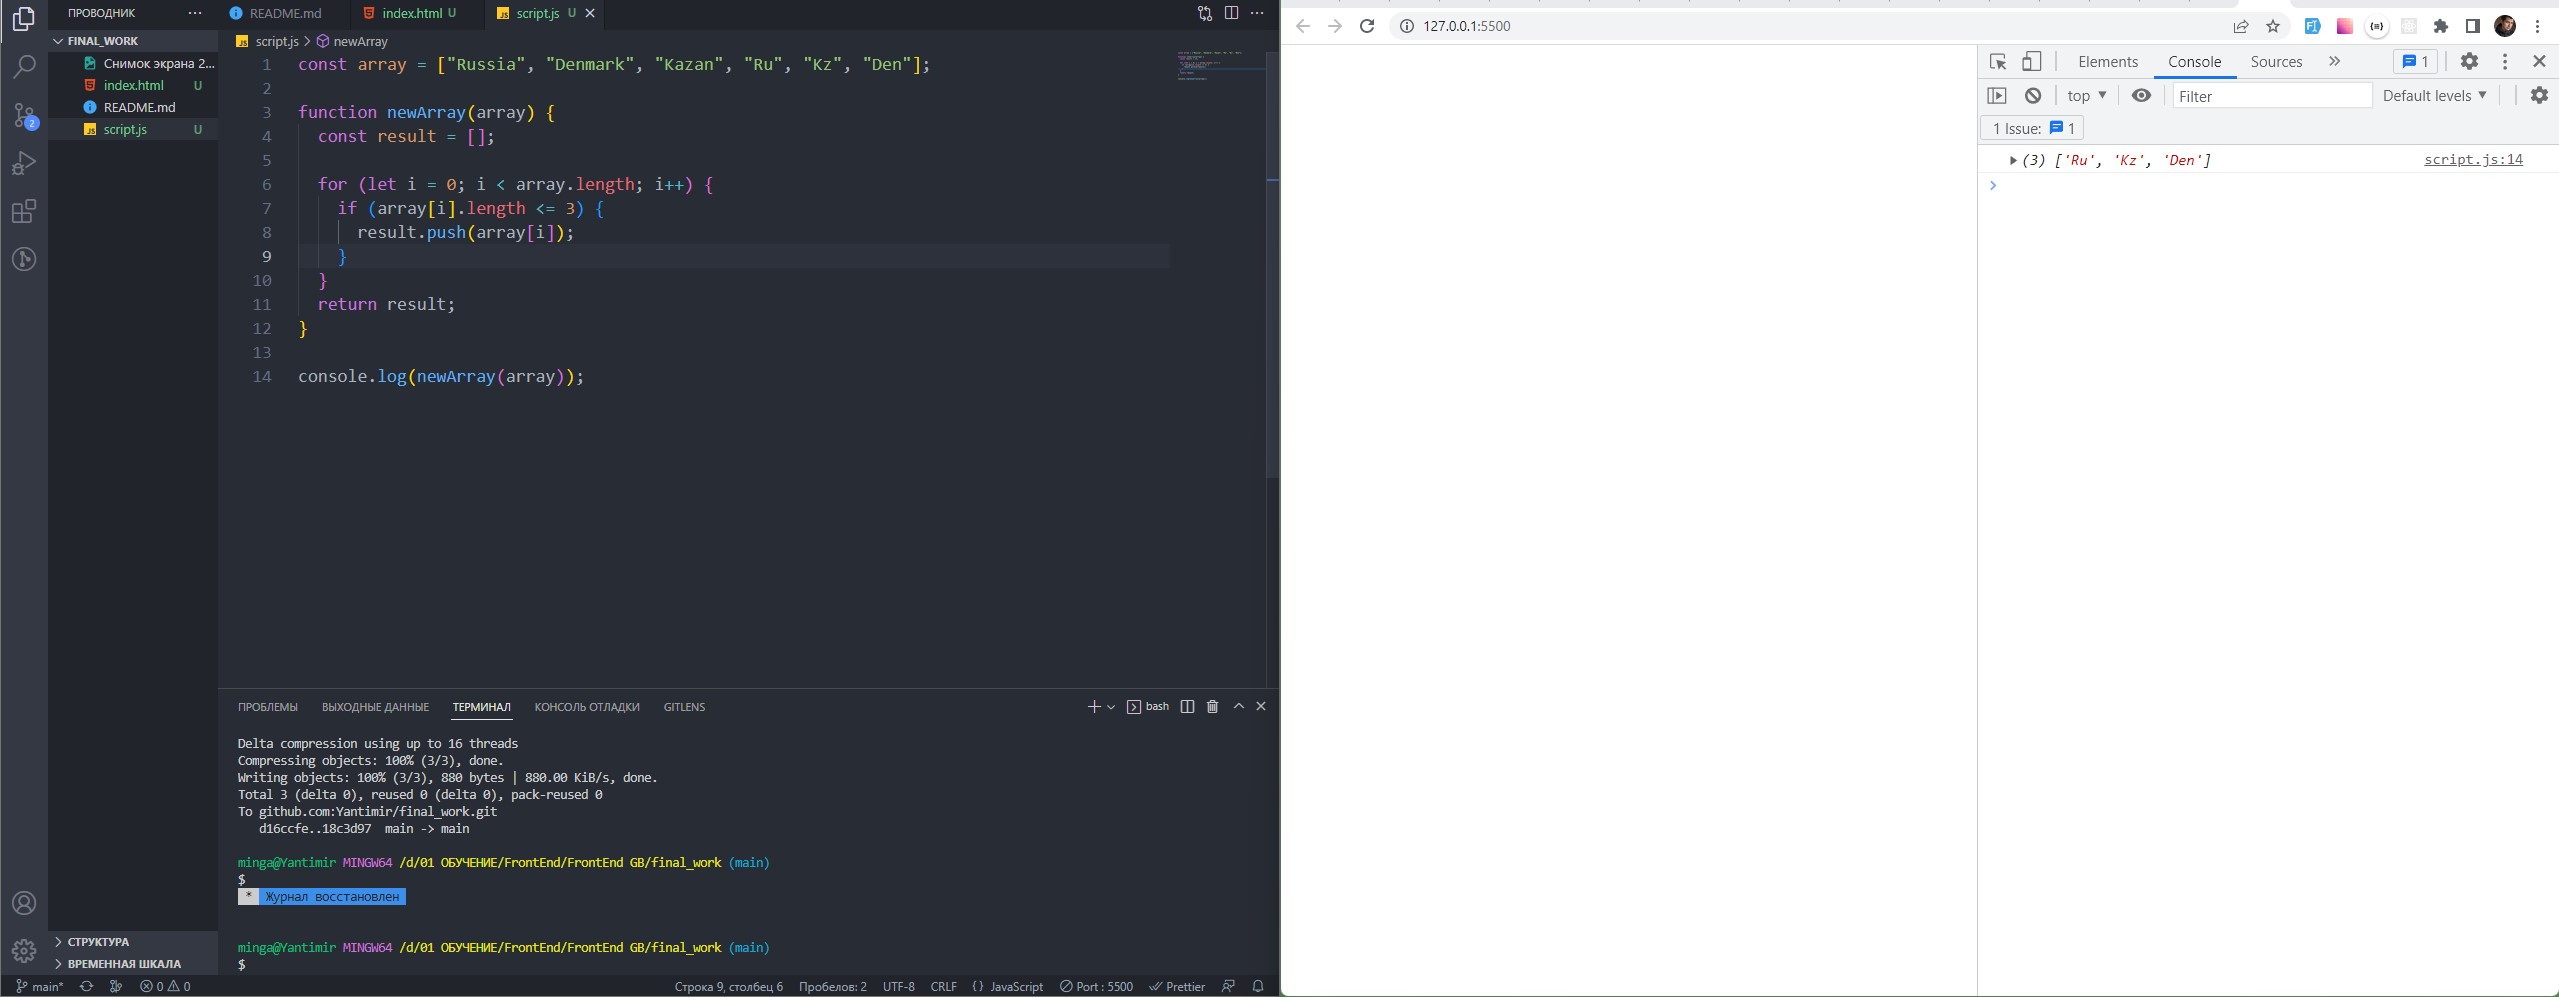 ПРОВОДНИК ···
FINAL_WORK
Снимок экрана 2...
index.html U
README.md
script.js U
2
СТРУКТУРА
ВРЕМЕННАЯ ШКАЛА
README.md index.html U script.js U
script.js > newArray
1 const array = ["Russia", "Denmark", "Kazan", "Ru", "Kz", "Den"];
2
3 function newArray(array) {
4 const result = [];
5
6 for (let i = 0; i < array.length; i++) {
7 if (array[i].length <= 3) {
8 result.push(array[i]);
9 }
10 }
11 return result;
12 }
13
14 console.log(newArray(array));
ПРОБЛЕМЫ ВЫХОДНЫЕ ДАННЫЕ ТЕРМИНАЛ КОНСОЛЬ ОТЛАДКИ GITLENS bash
Delta compression using up to 16 threads
Compressing objects: 100% (3/3), done.
Writing objects: 100% (3/3), 880 bytes | 880.00 KiB/s, done.
Total 3 (delta 0), reused 0 (delta 0), pack-reused 0
To github.com:Yantimir/final_work.git
d16ccfe..18c3d97 main -> main
minga@Yantimir MINGW64 /d/01 ОБУЧЕНИЕ/FrontEnd/FrontEnd GB/final_work (main)
$
* Журнал восстановлен
minga@Yantimir MINGW64 /d/01 ОБУЧЕНИЕ/FrontEnd/FrontEnd GB/final_work (main)
$
main* 0 0 Строка 9, столбец 6 Пробелов: 2 UTF-8 CRLF {} JavaScript Port : 5500 Prettier
127.0.0.1:5500
Elements Console Sources » 1
top Filter Default levels
1 Issue: 1
(3) ['Ru', 'Kz', 'Den'] script.js:14